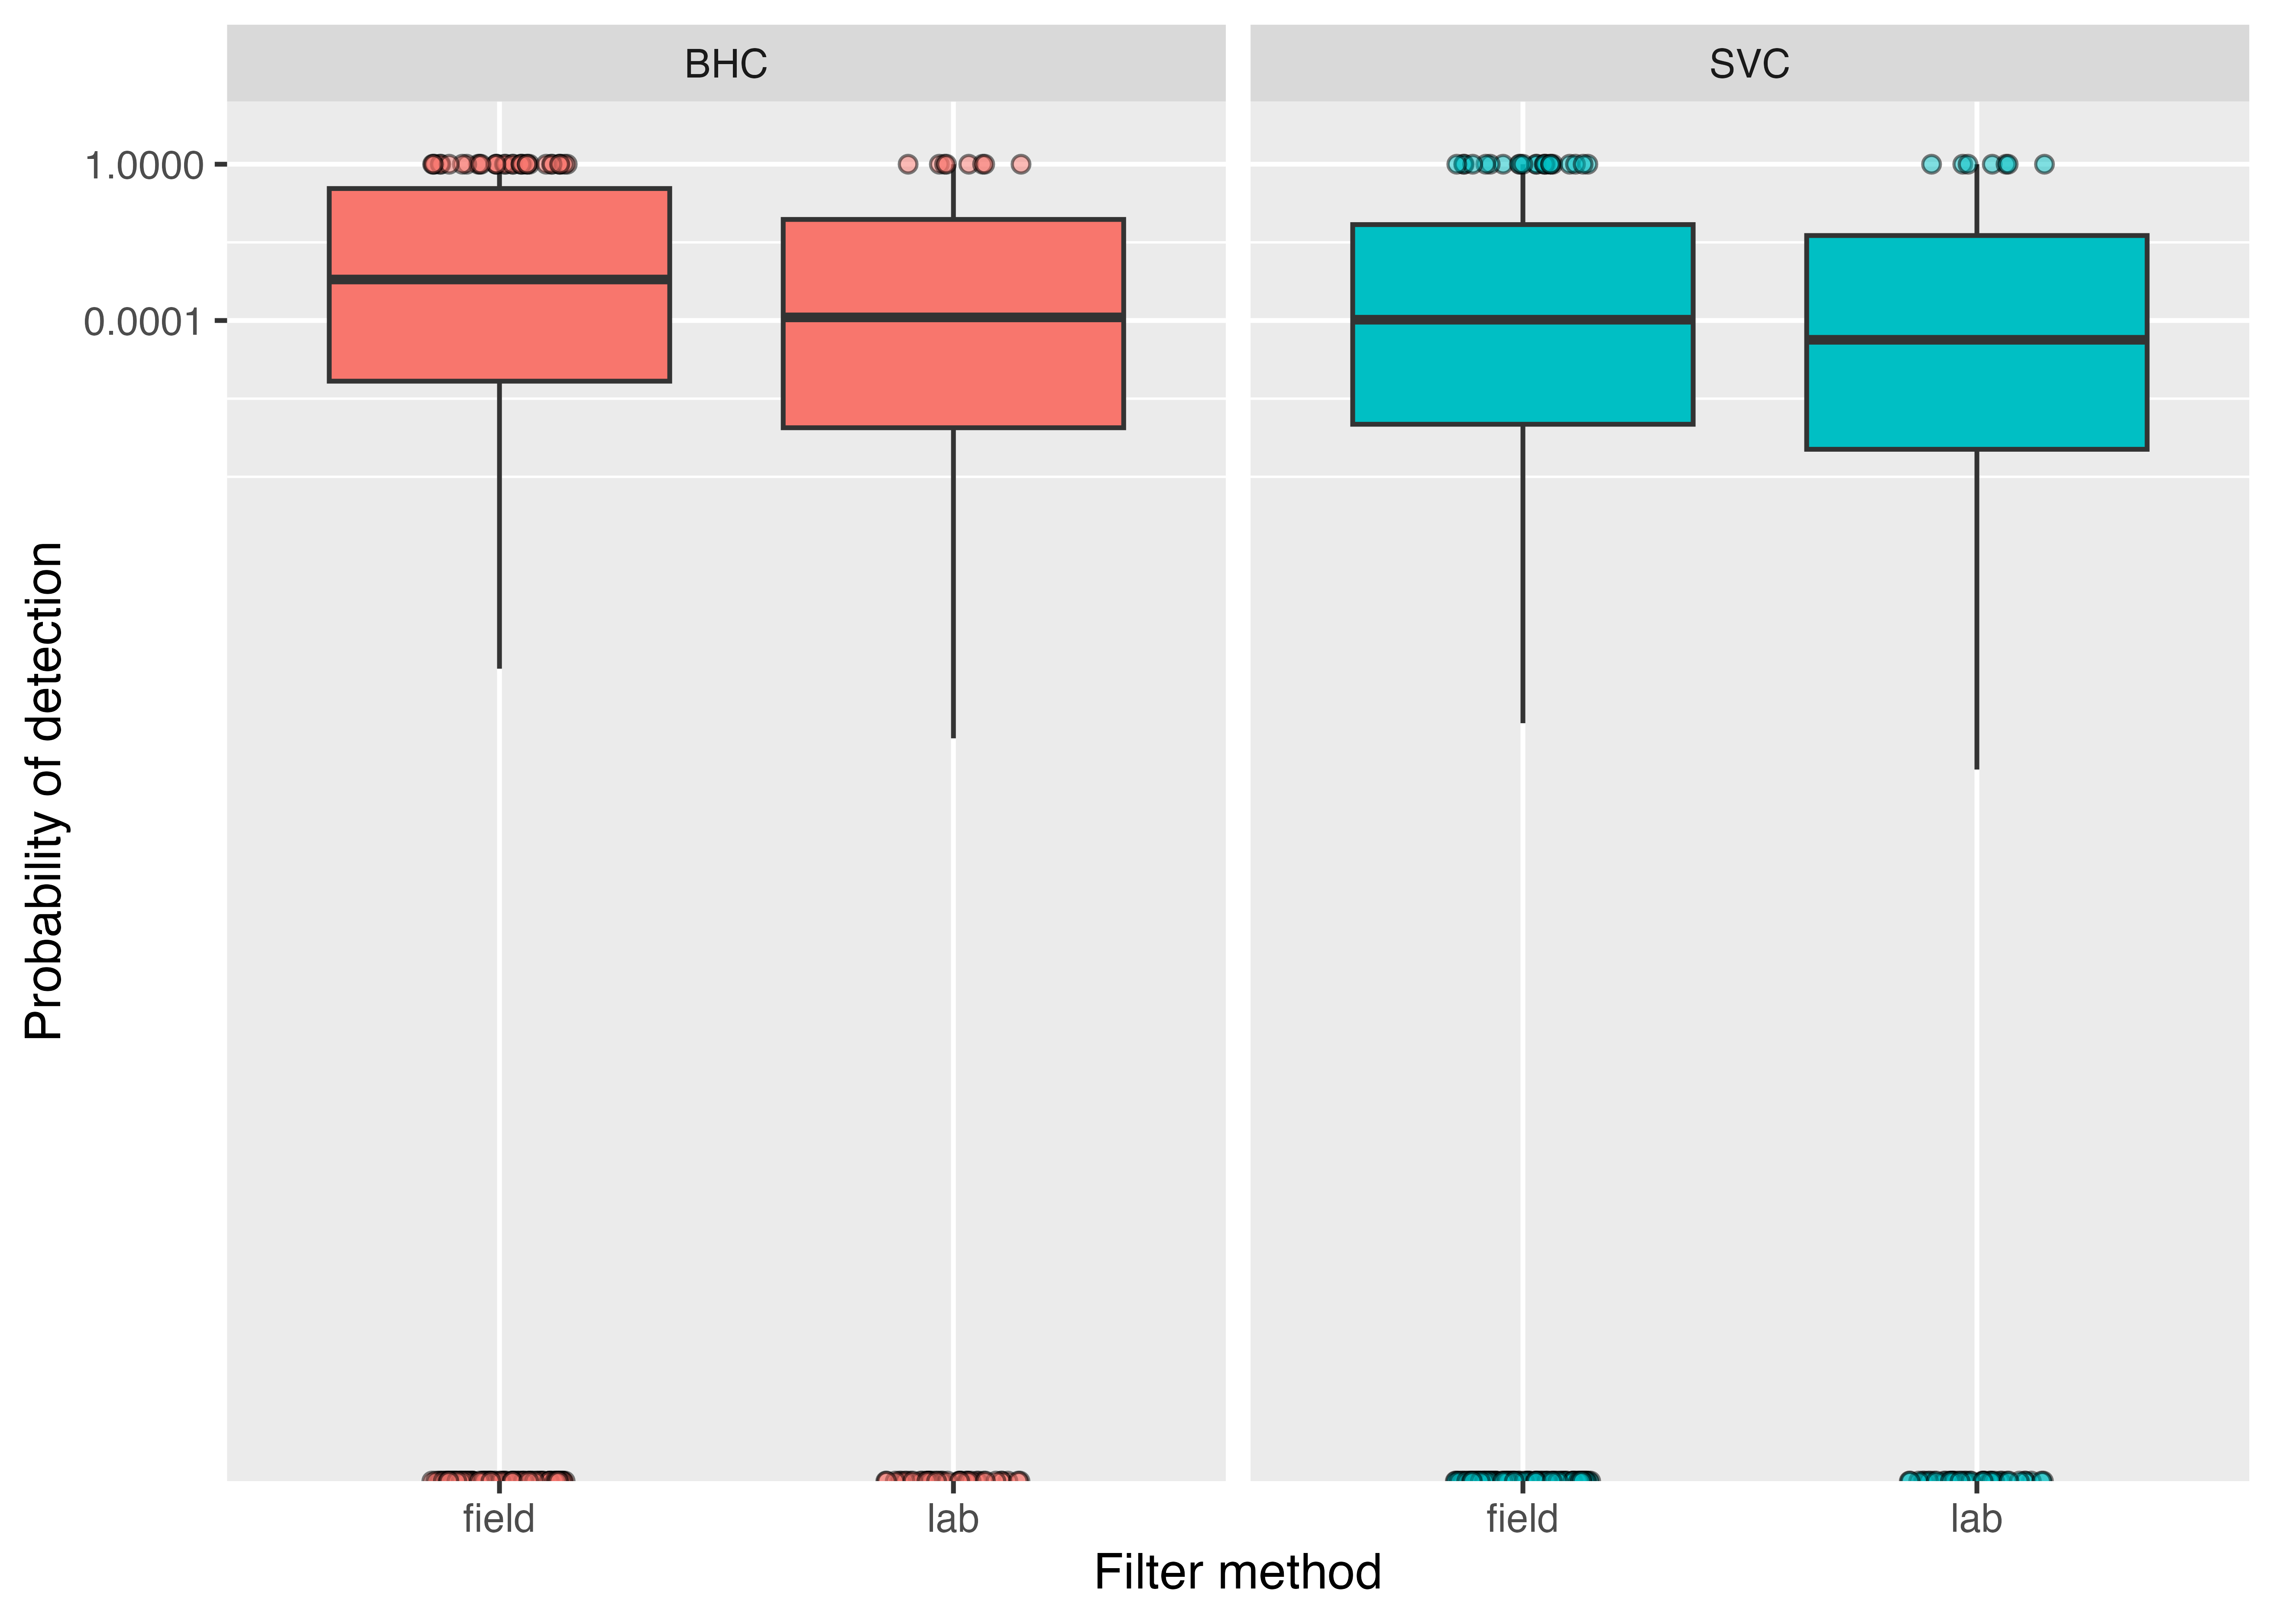 BHC
SVC
1.0000
0.0001
Probability of detection
field
lab
field
lab
Filter method